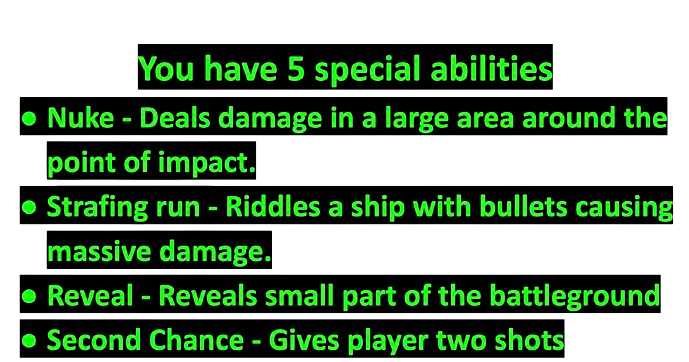 You have 5 special abilities
● Nuke - Deals damage in a large area around the
point of impact.
● Strafing run - Riddles a ship with bullets causing
massive damage.
● Reveal - Reveals small part of the battleground
● Second Chance - Gives player two shots